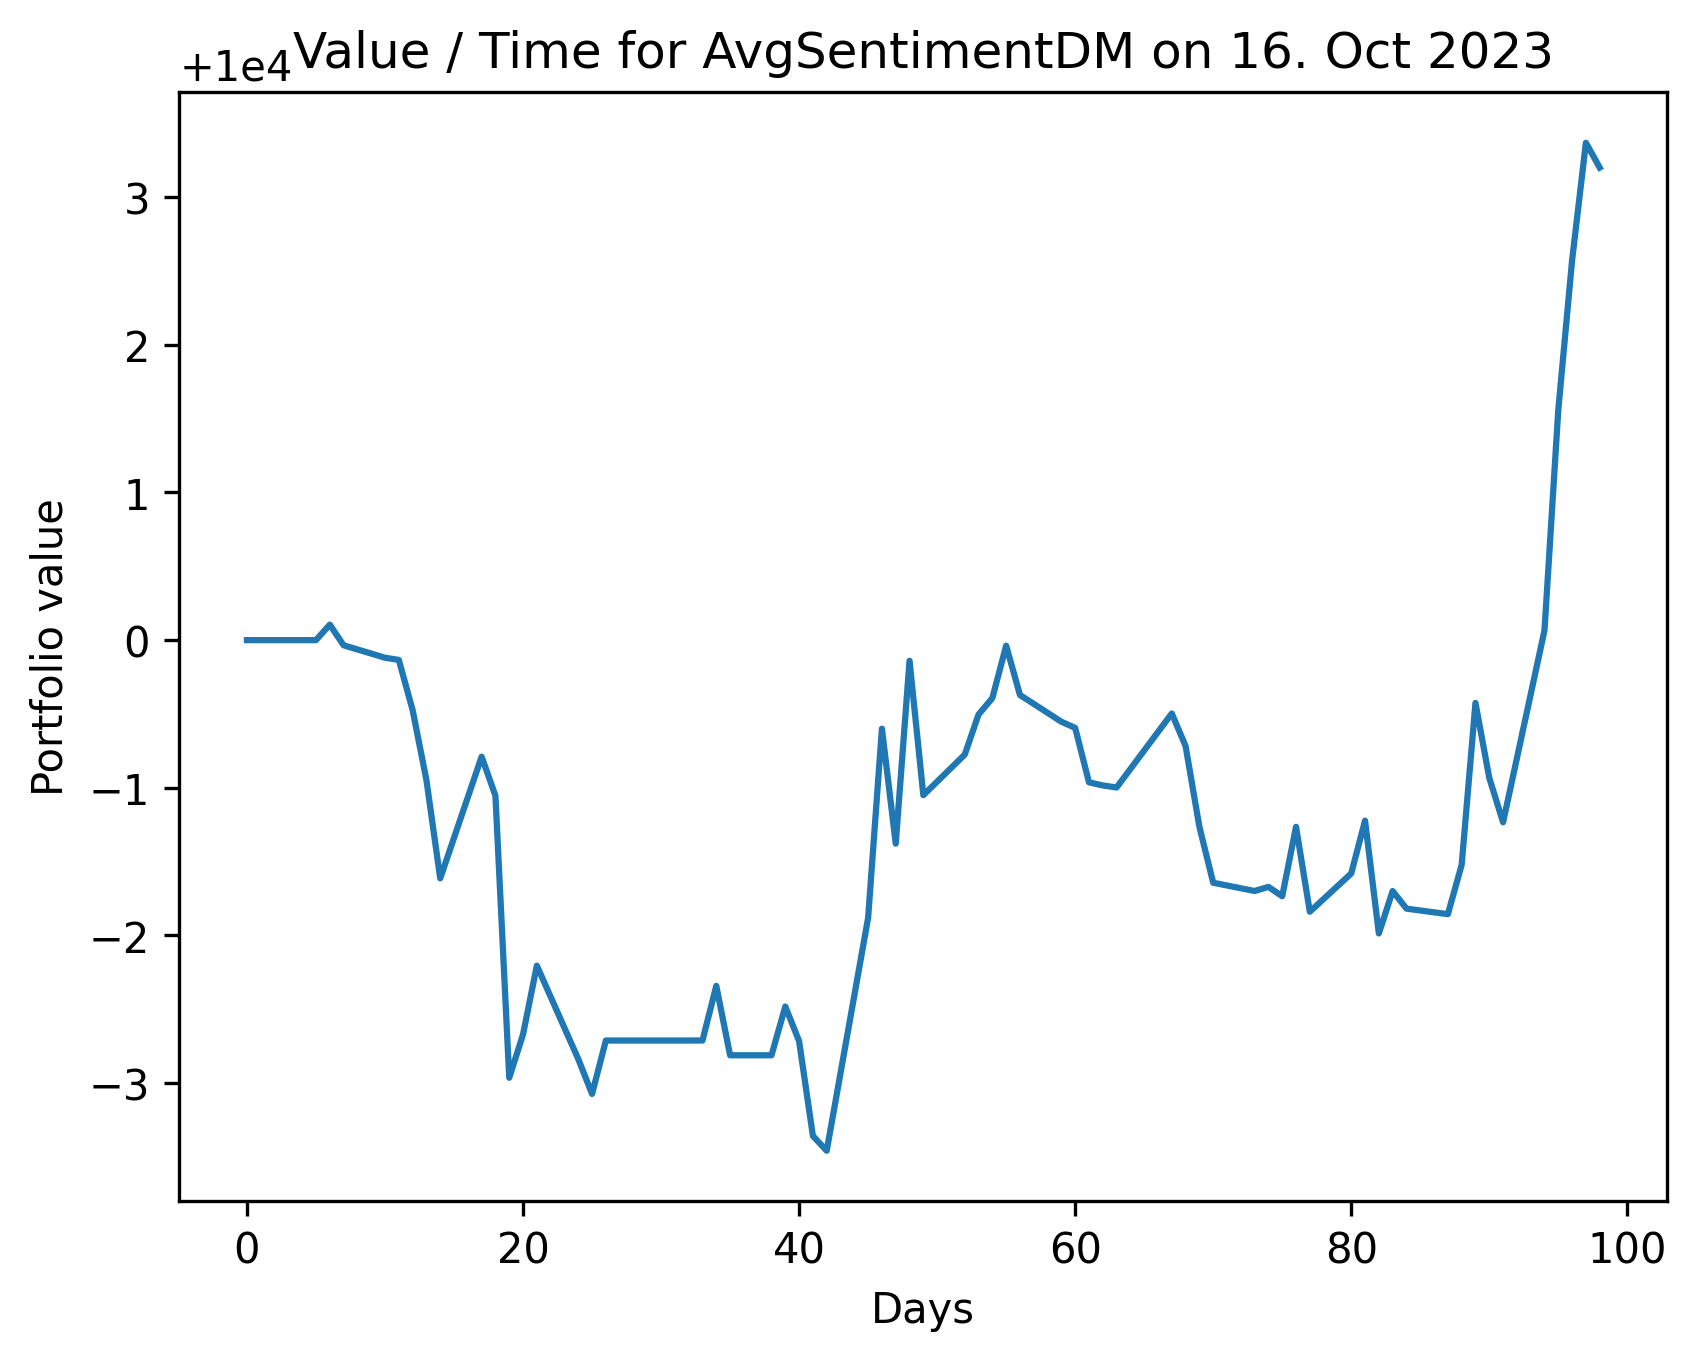 Value / Time for AvgSentimentDM on 16. Oct 2023
+1e4
3
2
1
0
−1
−2
−3
Portfolio value
0 20 40 60 80 100
Days